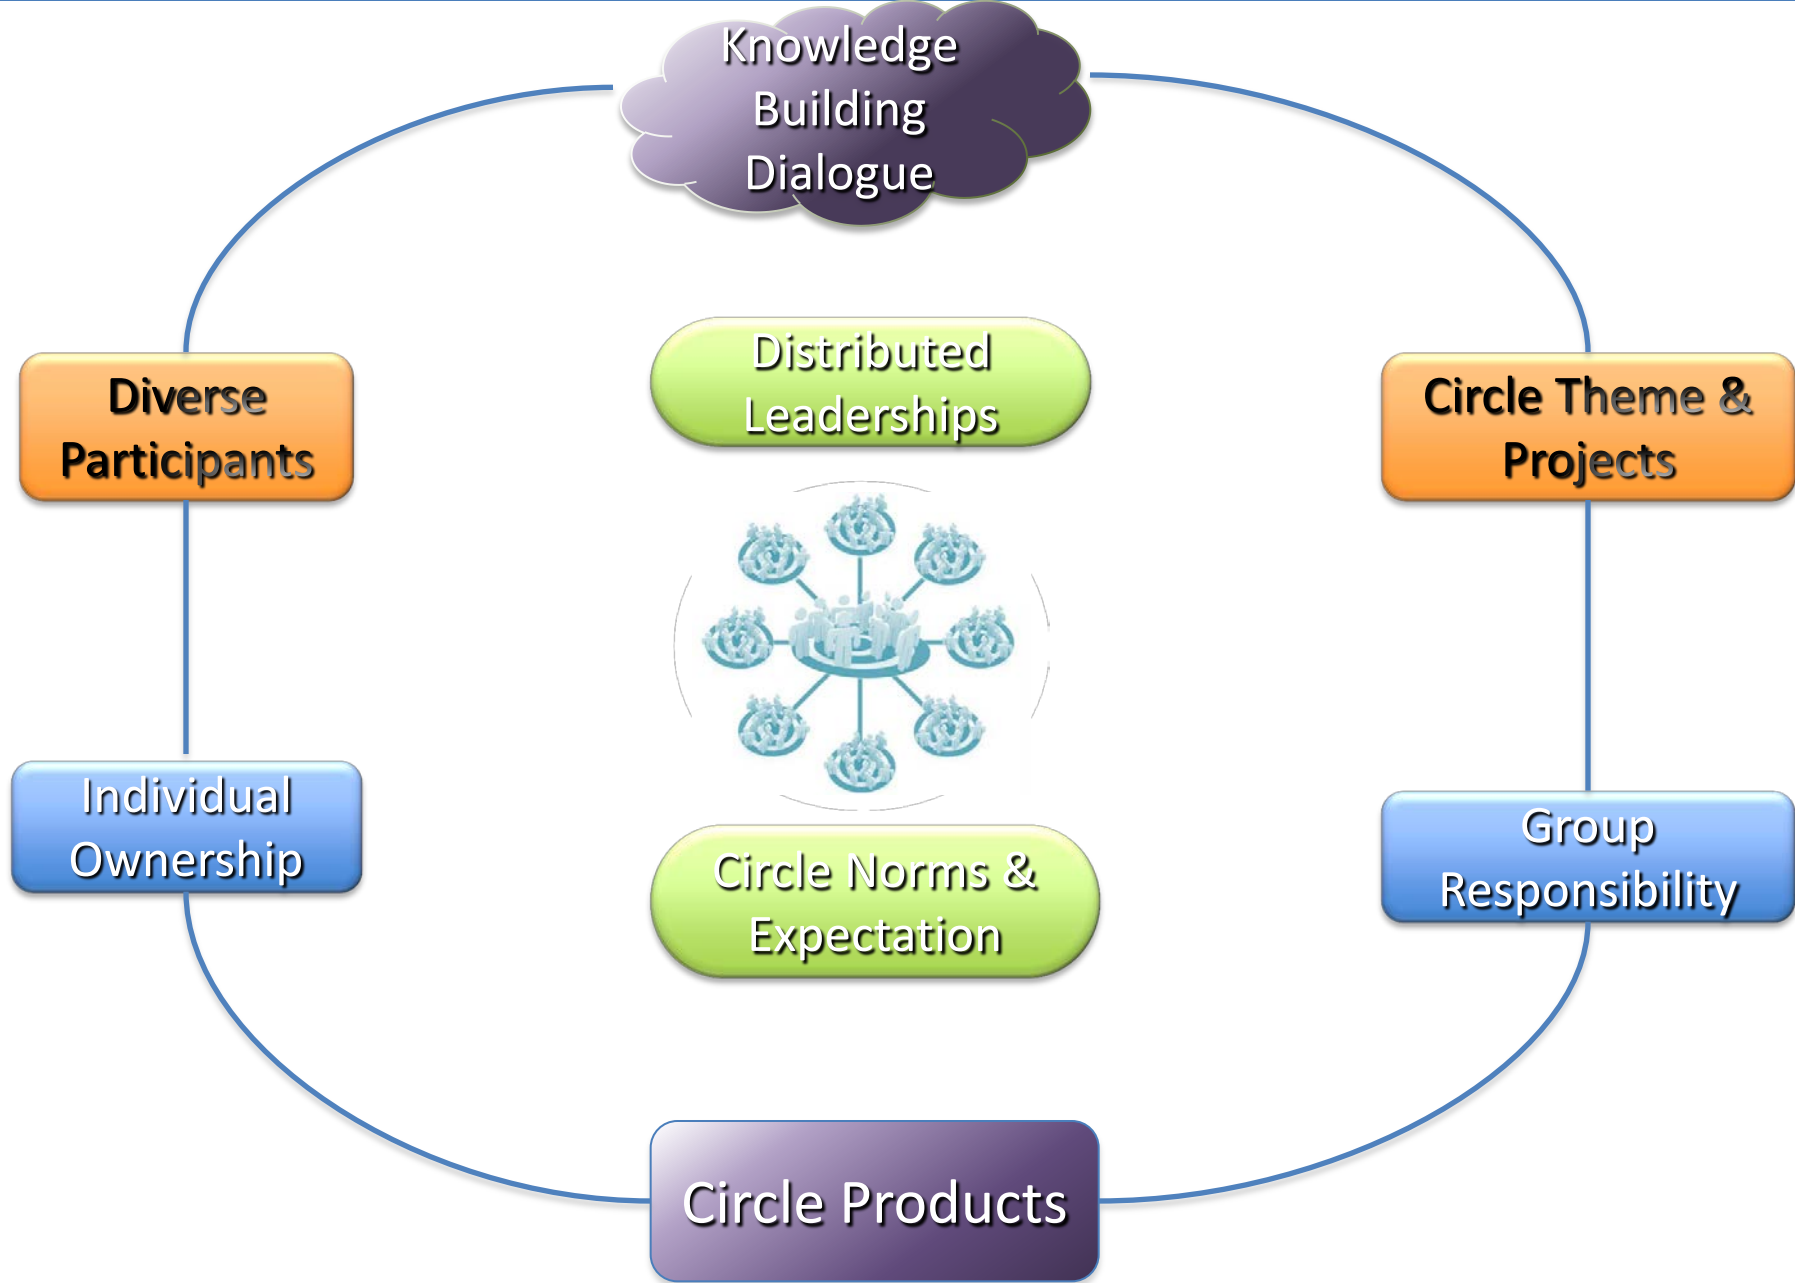 Knowledge
Building
Dialogue
Distributed
Leaderships
Diverse
Participants
Circle Theme &
Projects
Individual
Ownership
Group
Responsibility
Circle Norms &
Expectation
Circle Products